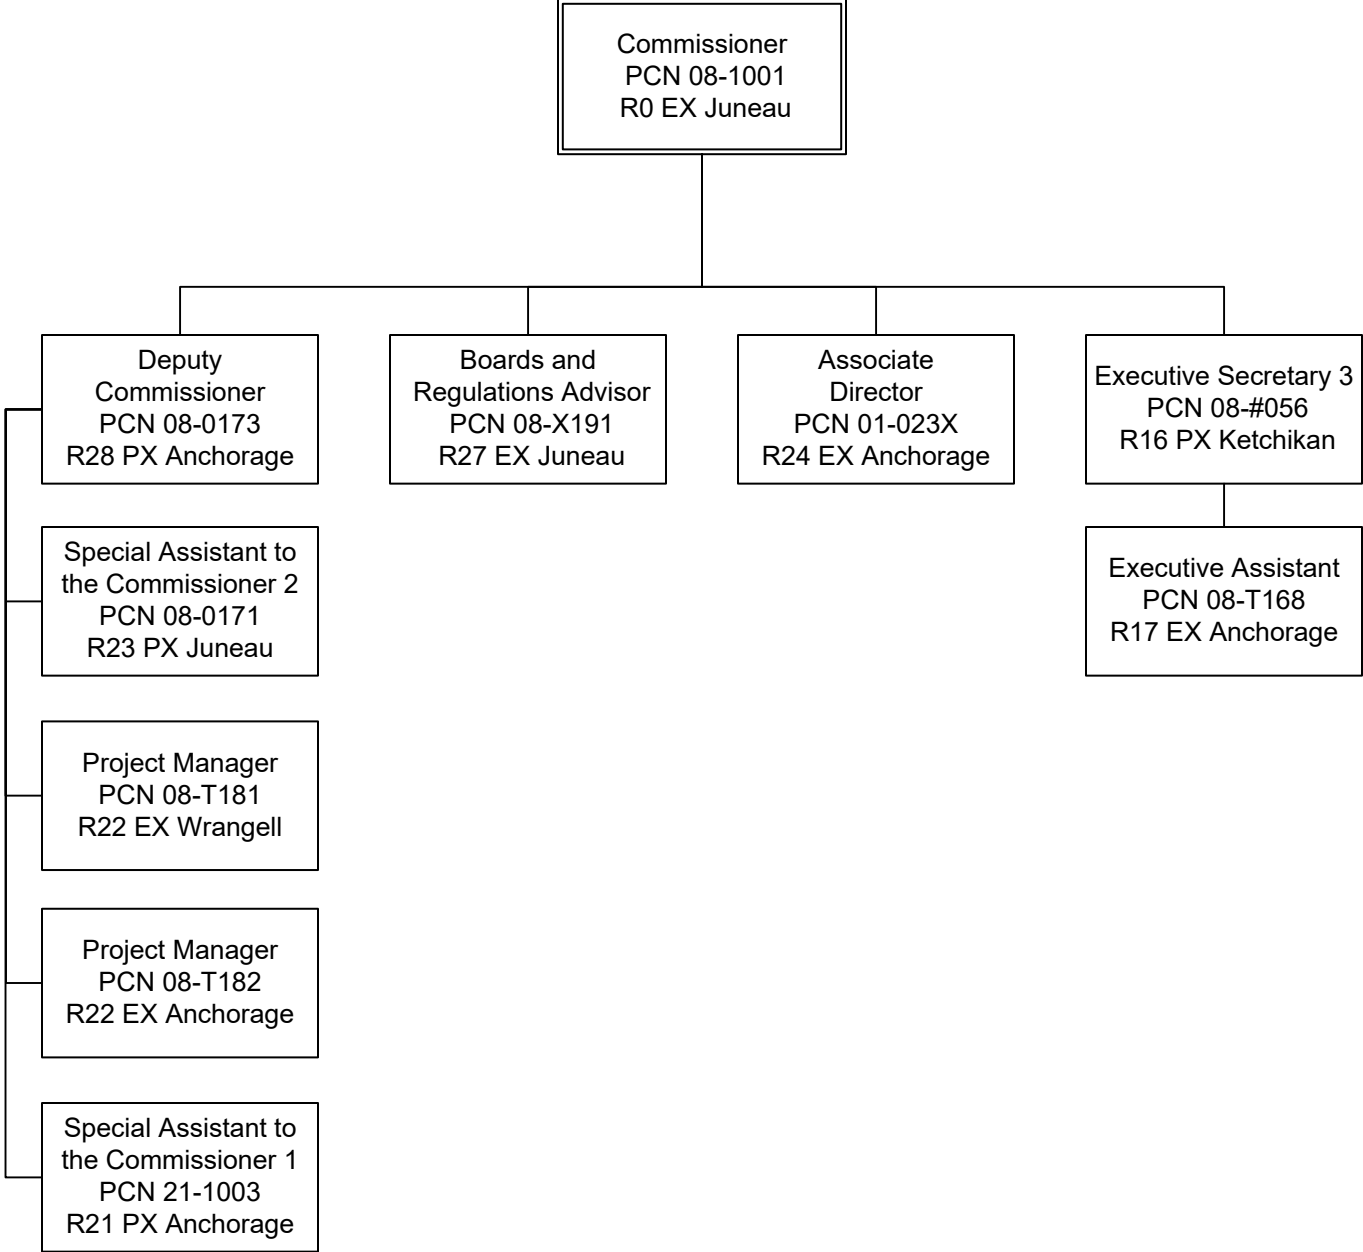 Commissioner
PCN 08-1001
R0 EX Juneau
Deputy
Commissioner
PCN 08-0173
R28 PX Anchorage
Boards and
Regulations Advisor
PCN 08-X191
R27 EX Juneau
Associate
Director
PCN 01-023X
R24 EX Anchorage
Executive Secretary 3
PCN 08-#056
R16 PX Ketchikan
Special Assistant to
the Commissioner 2
PCN 08-0171
R23 PX Juneau
Executive Assistant
PCN 08-T168
R17 EX Anchorage
Project Manager
PCN 08-T181
R22 EX Wrangell
Project Manager
PCN 08-T182
R22 EX Anchorage
Special Assistant to
the Commissioner 1
PCN 21-1003
R21 PX Anchorage